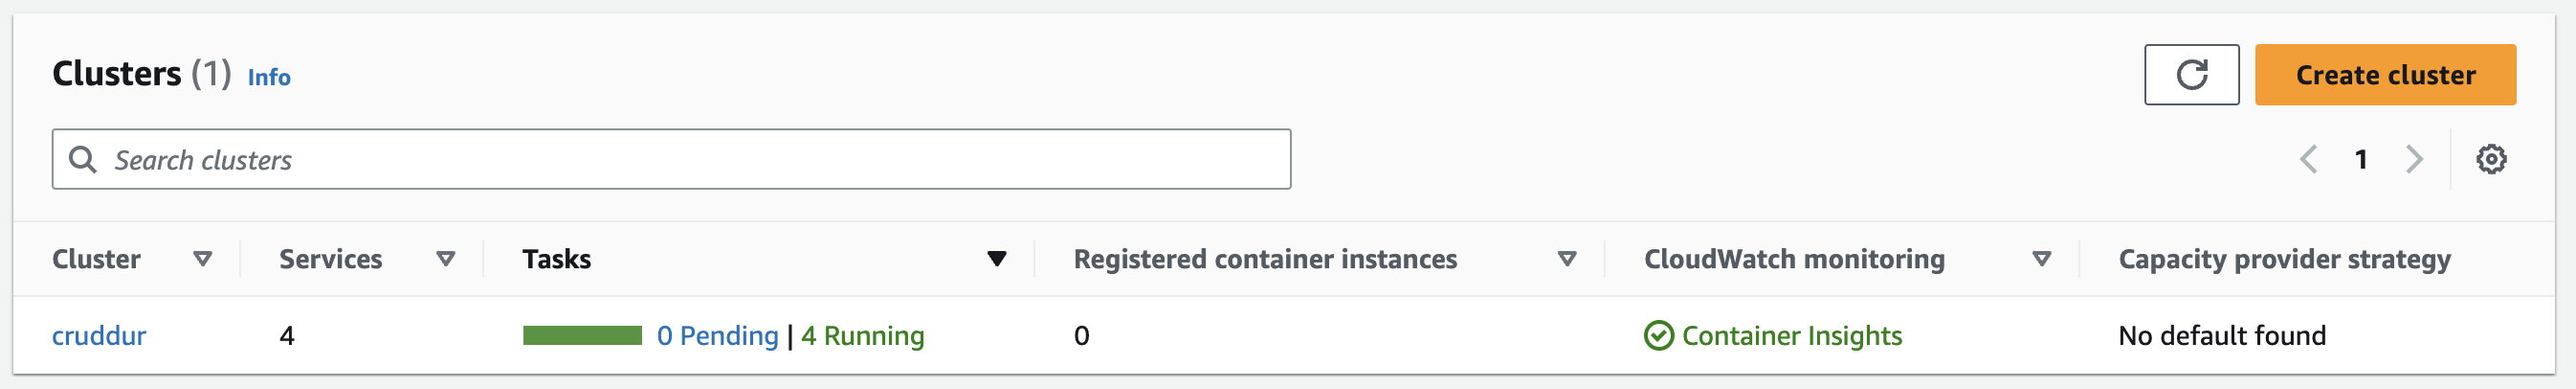 Clusters (1) Info
Create cluster
Search clusters
1
Cluster Services Tasks Registered container instances CloudWatch monitoring Capacity provider strategy
cruddur 4 0 Pending | 4 Running 0 Container Insights No default found